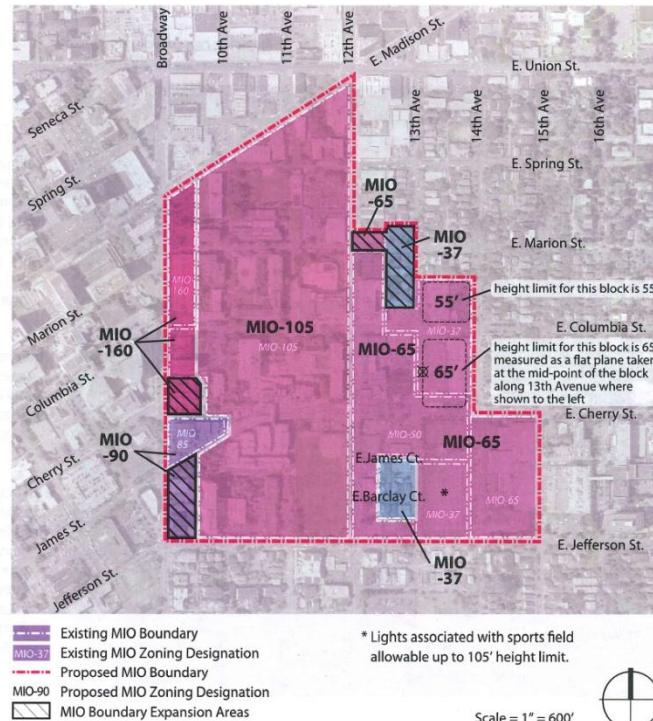 Broadway
10th Ave
11th Ave
12th Ave
E. Madison St.
E. Union St.
Seneca St.
13th Ave
14th Ave
15th Ave
16th Ave
Spring St.
E. Spring St.
MIO
-65
MIO
-37
E. Marion St.
MIO
160
55'
height limit for this block is 55
Marion St.
MIO-105
MIO-105
MIO-37
E. Columbia St.
MIO
-160
MIO-65
65'
height limit for this block is 65
measured as a flat plane taken
at the mid-point of the block
along 13th Avenue where
shown to the left
Columbia St.
E. Cherry St.
MIO
85
MIO-50
MIO-65
MIO
-90
E.James Ct.
Cherry St.
E.Barclay Ct.
*
MIO-37
MIO-65
James St.
E. Jefferson St.
MIO
-37
Jefferson St.
Existing MIO Boundary
MIO-37 Existing MIO Zoning Designation
Proposed MIO Boundary
MIO-90 Proposed MIO Zoning Designation
MIO Boundary Expansion Areas
* Lights associated with sports field
allowable up to 105' height limit.
Scale = 1" = 600'